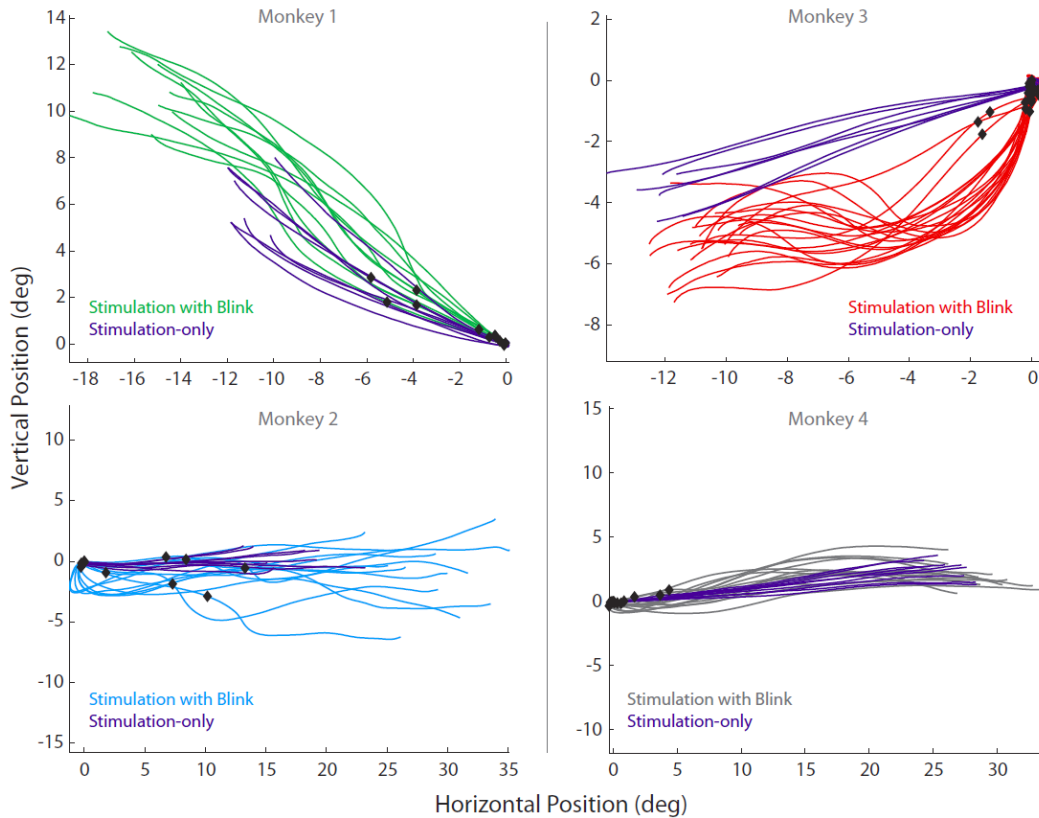 Monkey 1
14
12
10
8
6
4
2
0
Stimulation with Blink
Stimulation-only
-18 -16 -14 -12 -10 -8 -6 -4 -2 0
Monkey 3
2
0
-2
-4
-6
-8
Stimulation with Blink
Stimulation-only
-12 -10 -8 -6 -4 -2 0
Vertical Position (deg)
Monkey 2
10
5
0
-5
-10
-15
Stimulation with Blink
Stimulation-only
0 5 10 15 20 25 30 35
Monkey 4
15
10
5
0
-5
-10
Stimulation with Blink
Stimulation-only
0 5 10 15 20 25 30
Horizontal Position (deg)